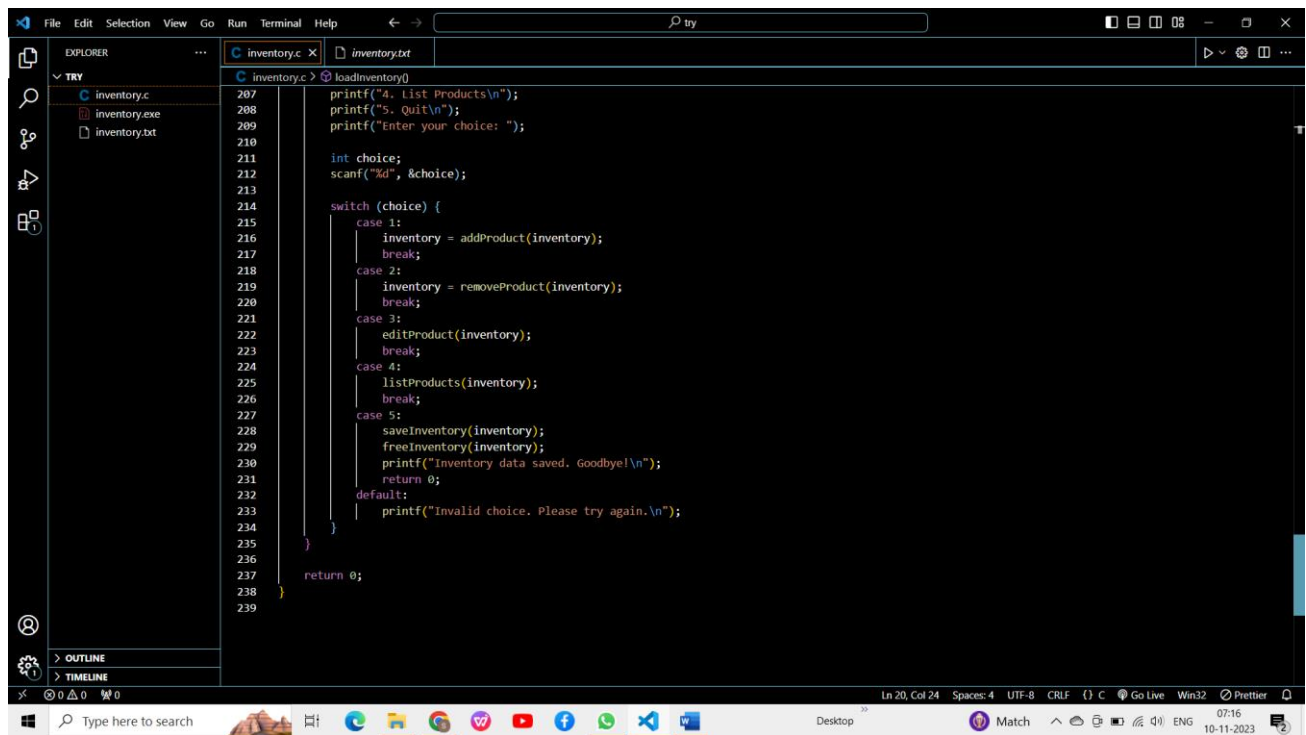 File Edit Selection View Go Run Terminal Help
try
EXPLORER
TRY
inventory.c
inventory.exe
inventory.txt
OUTLINE
TIMELINE
C inventory.c × inventory.txt
C inventory.c > loadInventory()
207 printf("4. List Products\n");
208 printf("5. Quit\n");
209 printf("Enter your choice: ");
210
211 int choice;
212 scanf("%d", &choice);
213
214 switch (choice) {
215 case 1:
216 inventory = addProduct(inventory);
217 break;
218 case 2:
219 inventory = removeProduct(inventory);
220 break;
221 case 3:
222 editProduct(inventory);
223 break;
224 case 4:
225 listProducts(inventory);
226 break;
227 case 5:
228 saveInventory(inventory);
229 freeInventory(inventory);
230 printf("Inventory data saved. Goodbye!\n");
231 return 0;
232 default:
233 printf("Invalid choice. Please try again.\n");
234 }
235 }
236
237 return 0;
238 }
239
0 0 0 Ln 20, Col 24 Spaces: 4 UTF-8 CRLF {} C Go Live Win32 Prettier
Type here to search Desktop Match ENG 07:16
10-11-2023